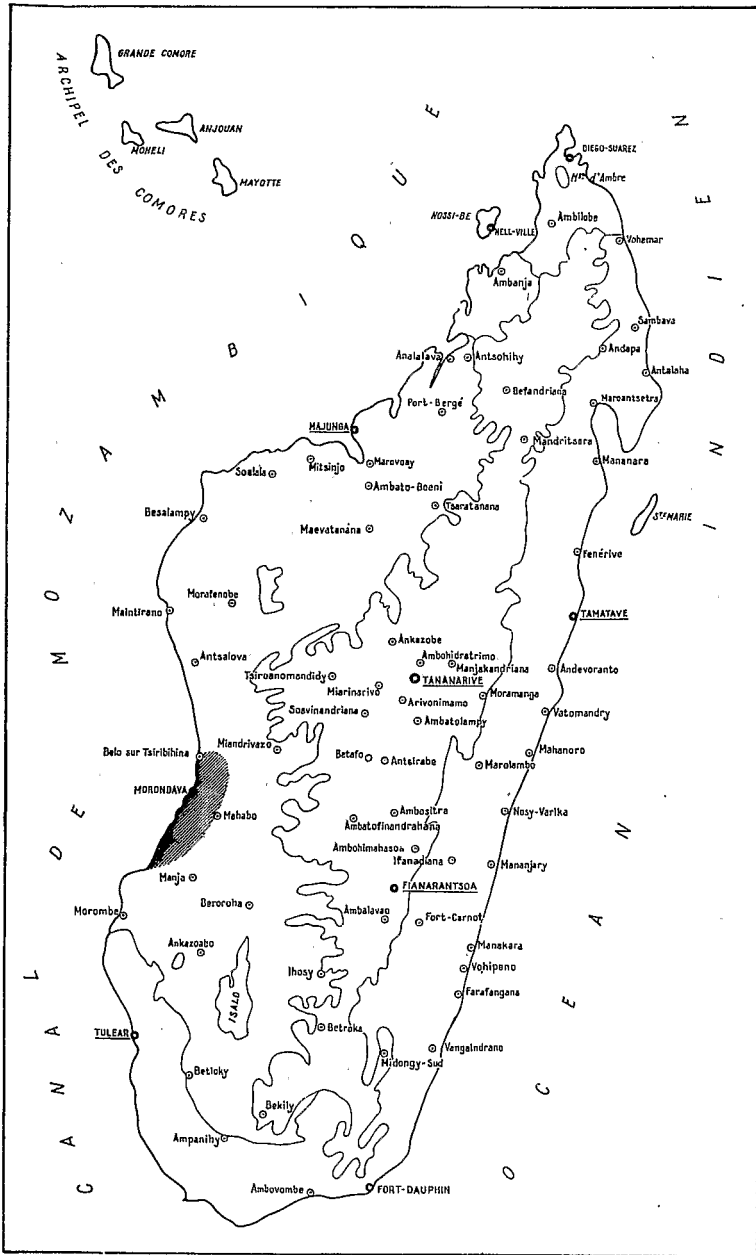 ARCHIPEL DES COMORES
GRANDE COMORE
ANJOUAN
MOHELI
MAYOTTE
CANAL DE MOZAMBIQUE
OCEAN INDIEN
DIEGO-SUAREZ
Mgne d'Ambre
NOSSI-BE
HELL-VILLE
Ambilobe
Vohemar
Ambanja
Sambava
Andapa
Analalava
Antsohihy
Antalaha
Befandriana
Maroantsetra
Port-Bergé
MAJUNGA
Mandritsara
Mitsinjo
Marovoay
Mananara
Soalala
Ambato-Boeni
Tsaratanana
STE MARIE
Besalampy
Maevatanana
Fenérive
Morafenobe
Maintirano
TAMATAVE
Ankazobe
Antsalova
Ambohidratrimo
Manjakandriana
Andevoranto
Tsiroanomandidy
TANANARIVE
Miarinarivo
Moramanga
Arivonimamo
Soavinandriana
Vatomandry
Ambatolampy
Miandrivazo
Belo sur Tsiribihina
Betafo
Antsirabe
Mahanoro
Marolambo
MORONDAVA
Mahabo
Ambositra
Nosy-Varika
Ambatofinandrahana
Ambohimahasoa
Ifanadiana
Mananjary
Manja
FIANARANTSOA
Beroroha
Morombe
Ambalavao
Fort-Carnot
Ankazoabo
Manakara
Vohipeno
Ihosy
ISALO
Farafangana
TULEAR
Betroka
Vangaindrano
Midongy-Sud
Betioky
Bekily
Ampanihy
Ambovombe
FORT-DAUPHIN